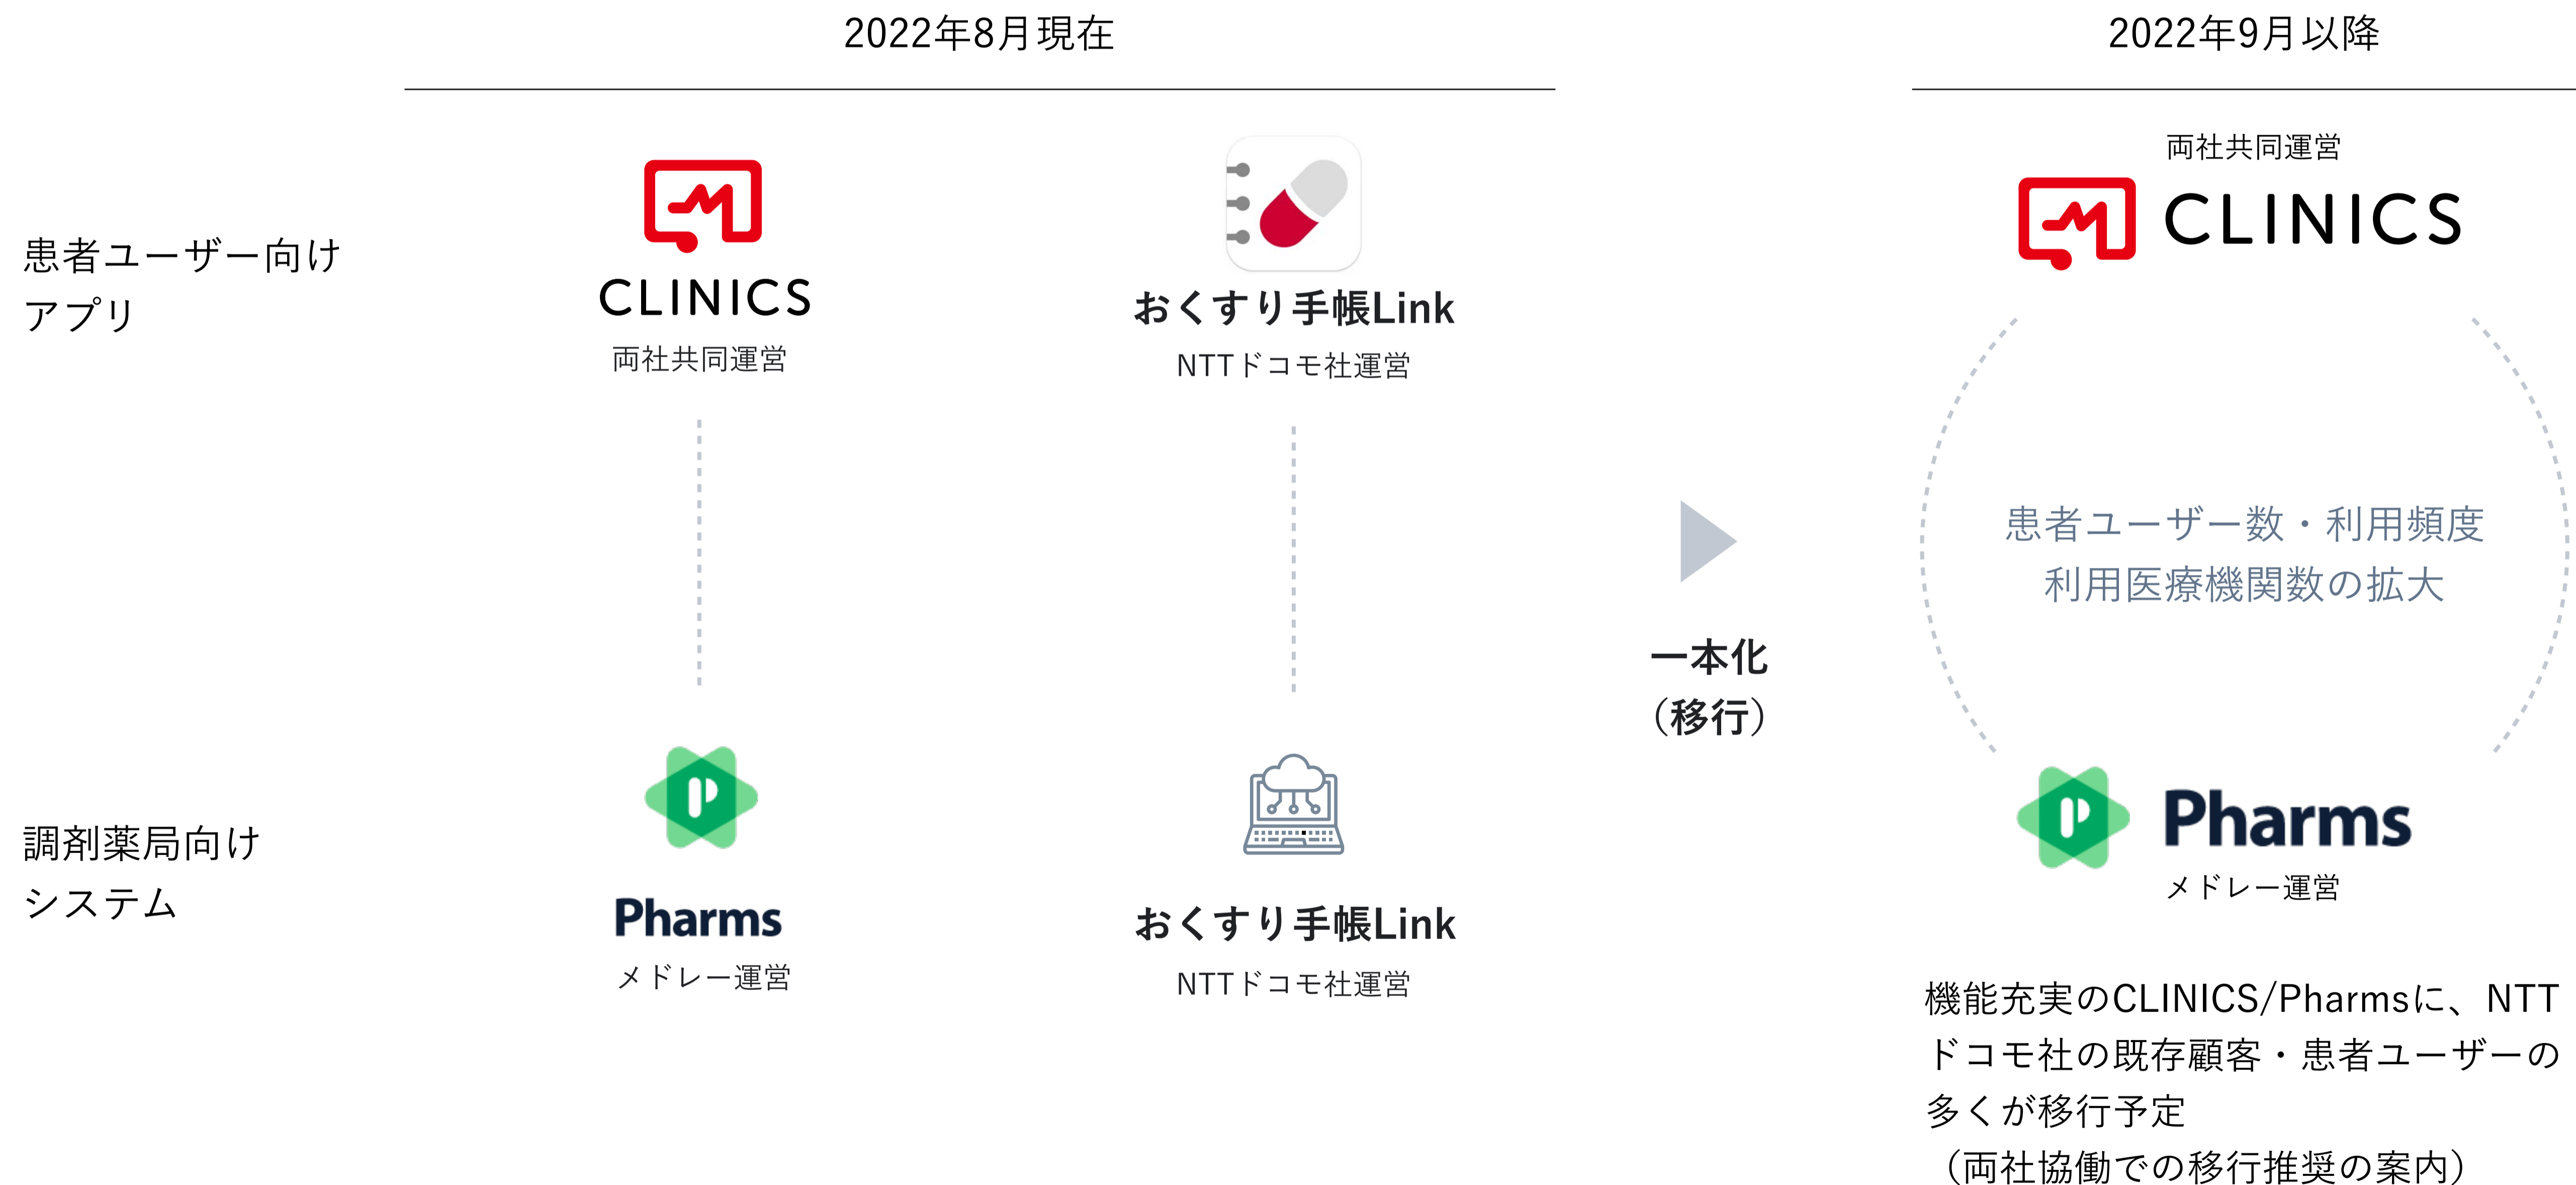 2022年8月現在
2022年9月以降
患者ユーザー向け
アプリ
CLINICS
両社共同運営
おくすり手帳Link
NTTドコモ社運営
両社共同運営
CLINICS
患者ユーザー数・利用頻度
利用医療機関数の拡大
一本化
（移行）
調剤薬局向け
システム
Pharms
メドレー運営
おくすり手帳Link
NTTドコモ社運営
Pharms
メドレー運営
機能充実のCLINICS/Pharmsに、NTT
ドコモ社の既存顧客・患者ユーザーの
多くが移行予定
（両社協働での移行推奨の案内）